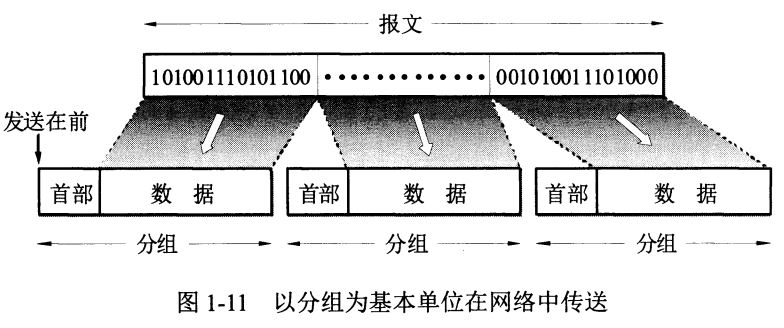 报文
101001110101100 ············· 001010011101000
发送在前
首部 数 据 首部 数 据 首部 数 据
分组 分组 分组
图 1-11 以分组为基本单位在网络中传送